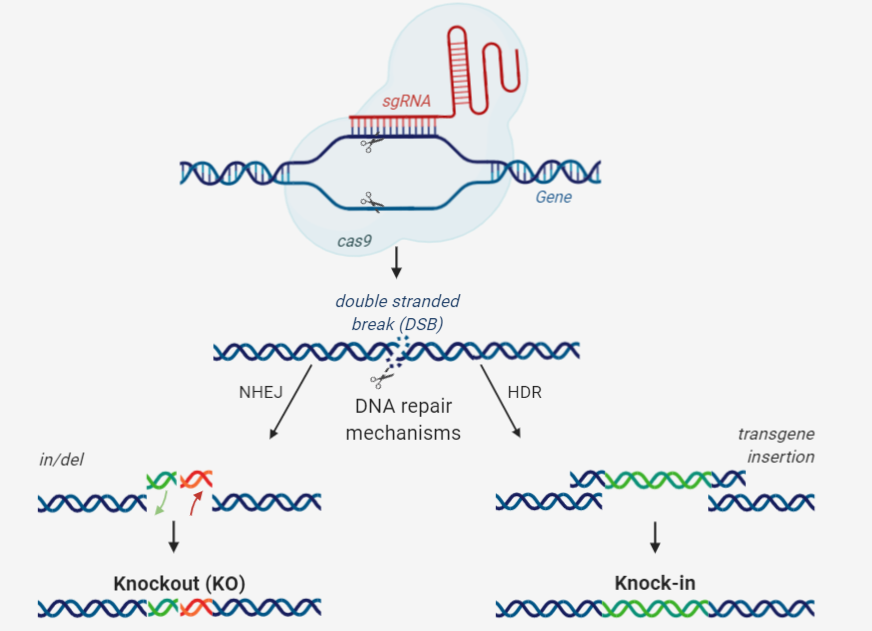 sgRNA
Gene
cas9
double stranded
break (DSB)
NHEJ
HDR
DNA repair
mechanisms
in/del
transgene
insertion
Knockout (KO)
Knock-in